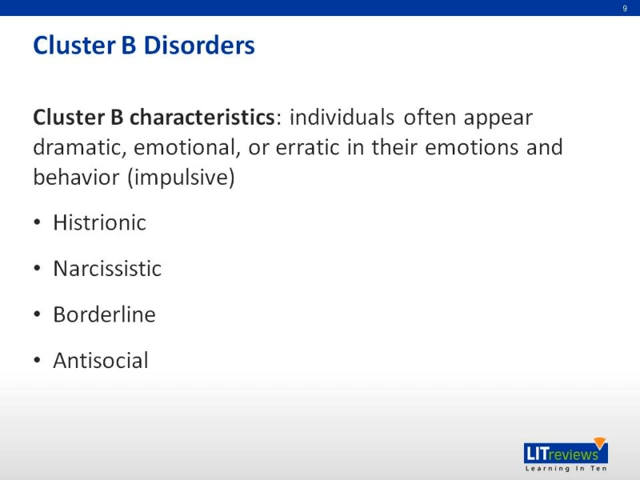 9
Cluster B Disorders
Cluster B characteristics: individuals often appear
dramatic, emotional, or erratic in their emotions and
behavior (impulsive)
• Histrionic
• Narcissistic
• Borderline
• Antisocial
LITreviews
Learning In Ten